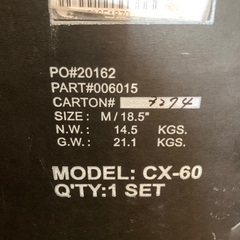 PO#20162
PART#006015
CARTON# 7274
SIZE : M/18.5"
N.W. : 14.5 KGS.
G.W. : 21.1 KGS.
MODEL: CX-60
Q'TY:1 SET